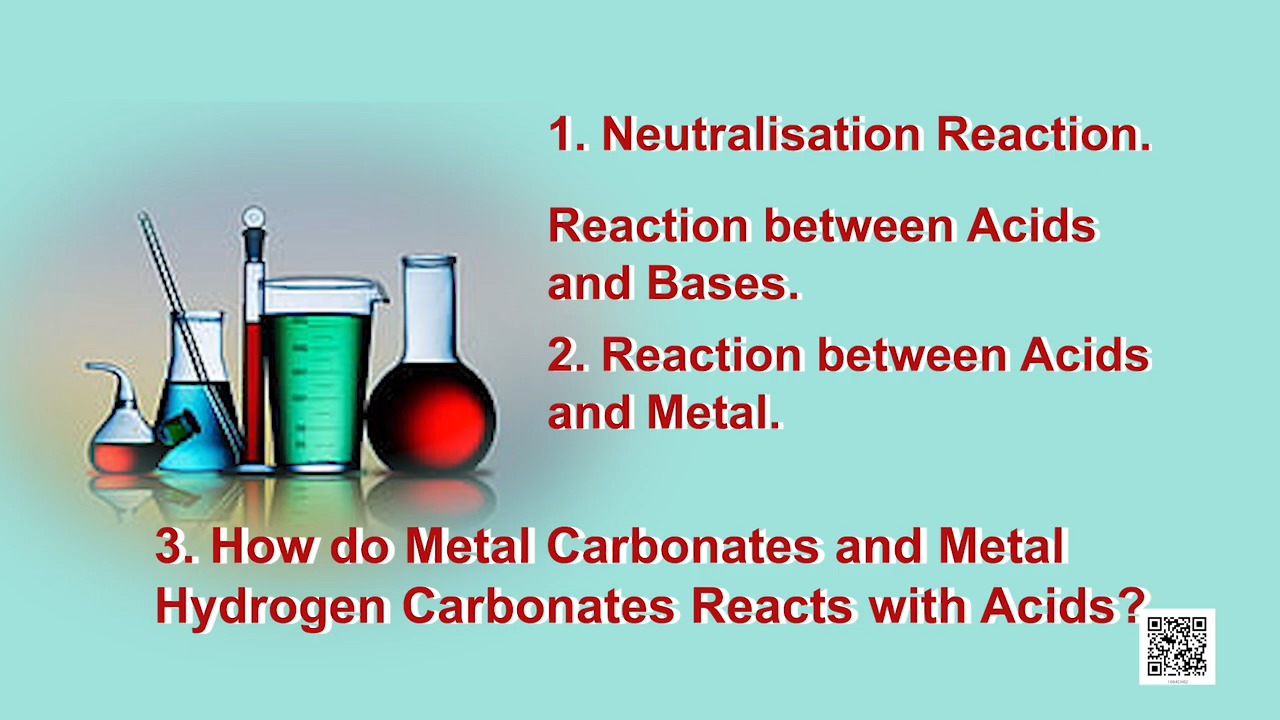 1. Neutralisation Reaction.
Reaction between Acids
and Bases.
2. Reaction between Acids
and Metal.
3. How do Metal Carbonates and Metal
Hydrogen Carbonates Reacts with Acids?